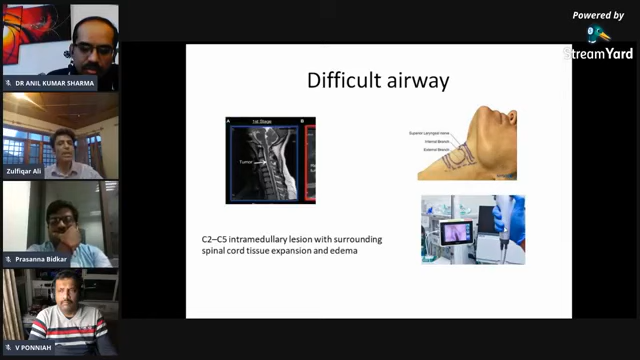 Powered by
StreamYard
DR ANIL KUMAR SHARMA
Zulfiqar Ali
Prasanna Bidkar
V PONNIAH
Difficult airway
A
1st Stage
B
Tumor
Superior Laryngeal nerve
Internal Branch
External Branch
C2–C5 intramedullary lesion with surrounding
spinal cord tissue expansion and edema